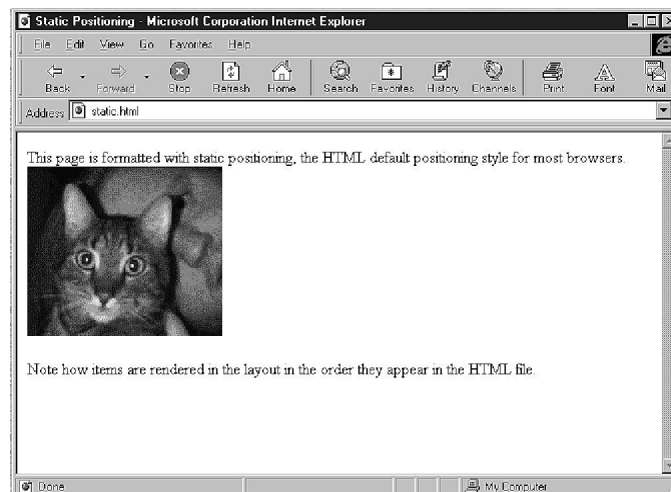 Static Positioning - Microsoft Corporation Internet Explorer
File Edit View Go Favorites Help
Back Forward Stop Refresh Home Search Favorites History Channels Print Font Mail
Address static.html
This page is formatted with static positioning, the HTML default positioning style for most browsers.
Note how items are rendered in the layout in the order they appear in the HTML file.
Done My Computer